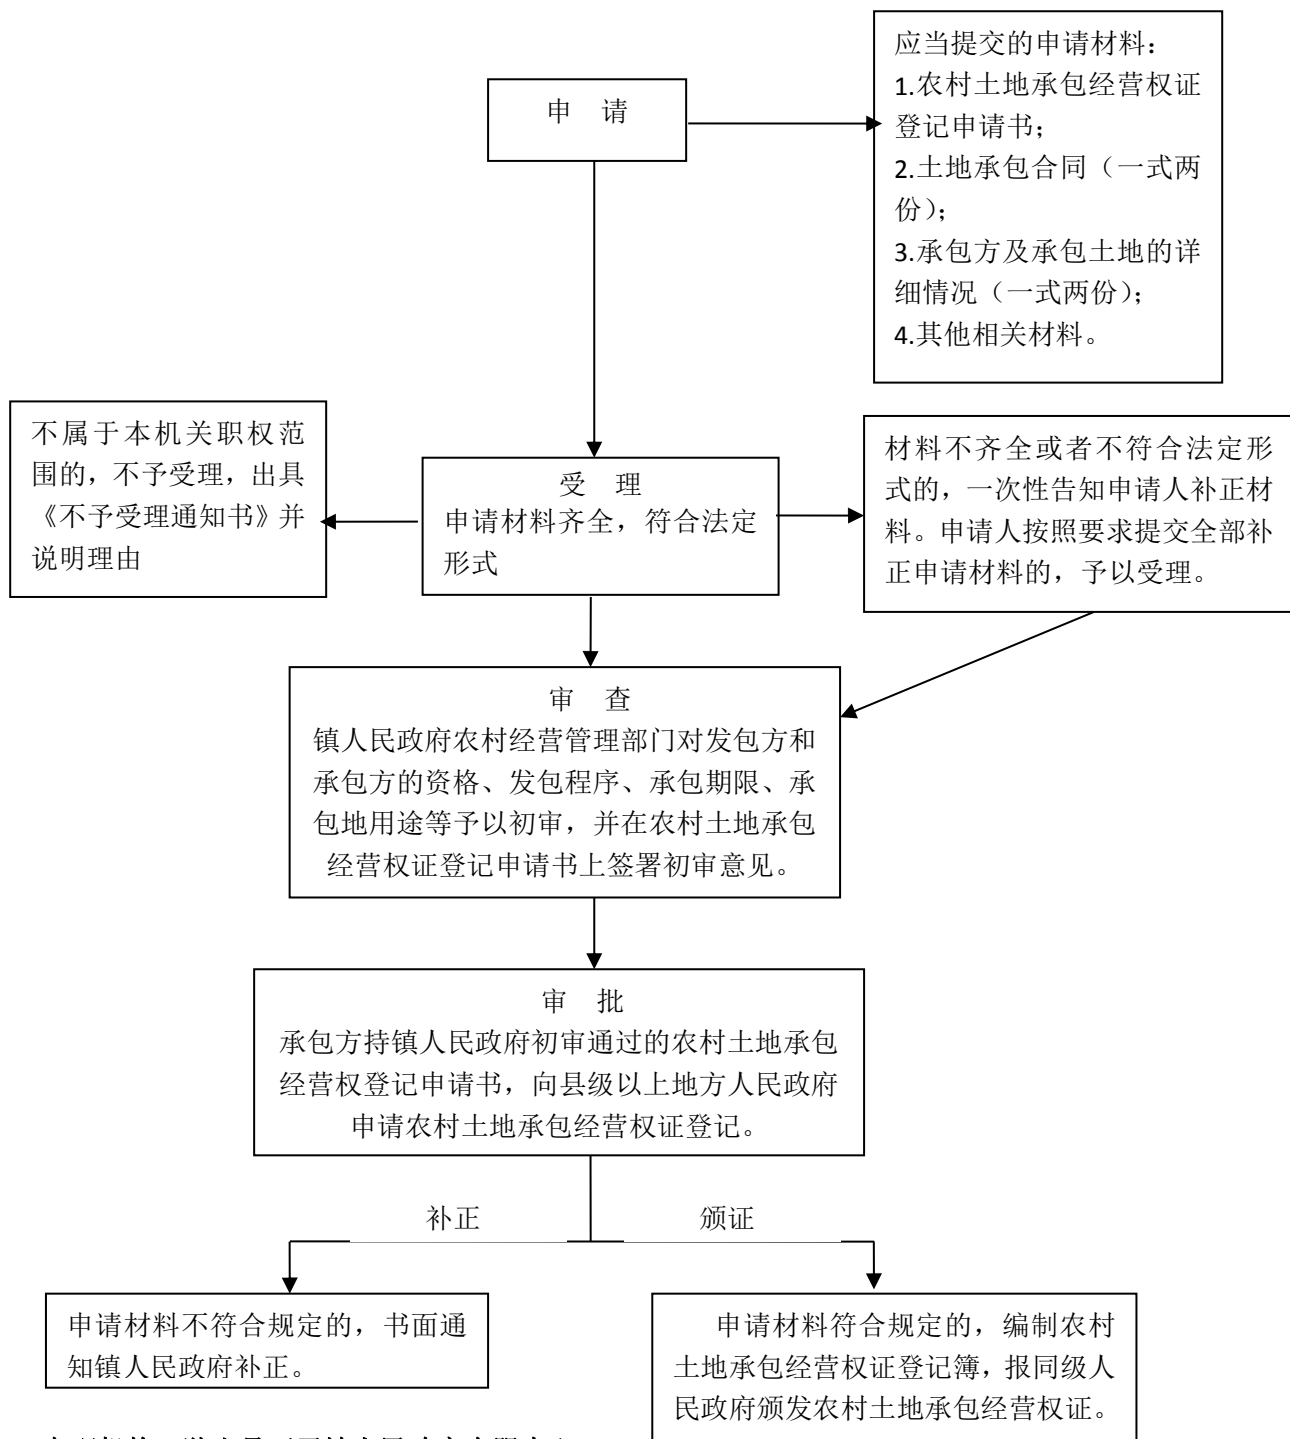 应当提交的申请材料：
1.农村土地承包经营权证
登记申请书；
2.土地承包合同（一式两
份）；
3.承包方及承包土地的详
细情况（一式两份）；
4.其他相关材料。
申 请
不属于本机关职权范
围的，不予受理，出具
《不予受理通知书》并
说明理由
受 理
申请材料齐全，符合法定
形式
材料不齐全或者不符合法定形
式的，一次性告知申请人补正材
料。申请人按照要求提交全部补
正申请材料的，予以受理。
审 查
镇人民政府农村经营管理部门对发包方和
承包方的资格、发包程序、承包期限、承
包地用途等予以初审，并在农村土地承包
经营权证登记申请书上签署初审意见。
审 批
承包方持镇人民政府初审通过的农村土地承包
经营权登记申请书，向县级以上地方人民政府
申请农村土地承包经营权证登记。
补正
颁证
申请材料不符合规定的，书面通
知镇人民政府补正。
申请材料符合规定的，编制农村
土地承包经营权证登记簿，报同级人
民政府颁发农村土地承包经营权证。